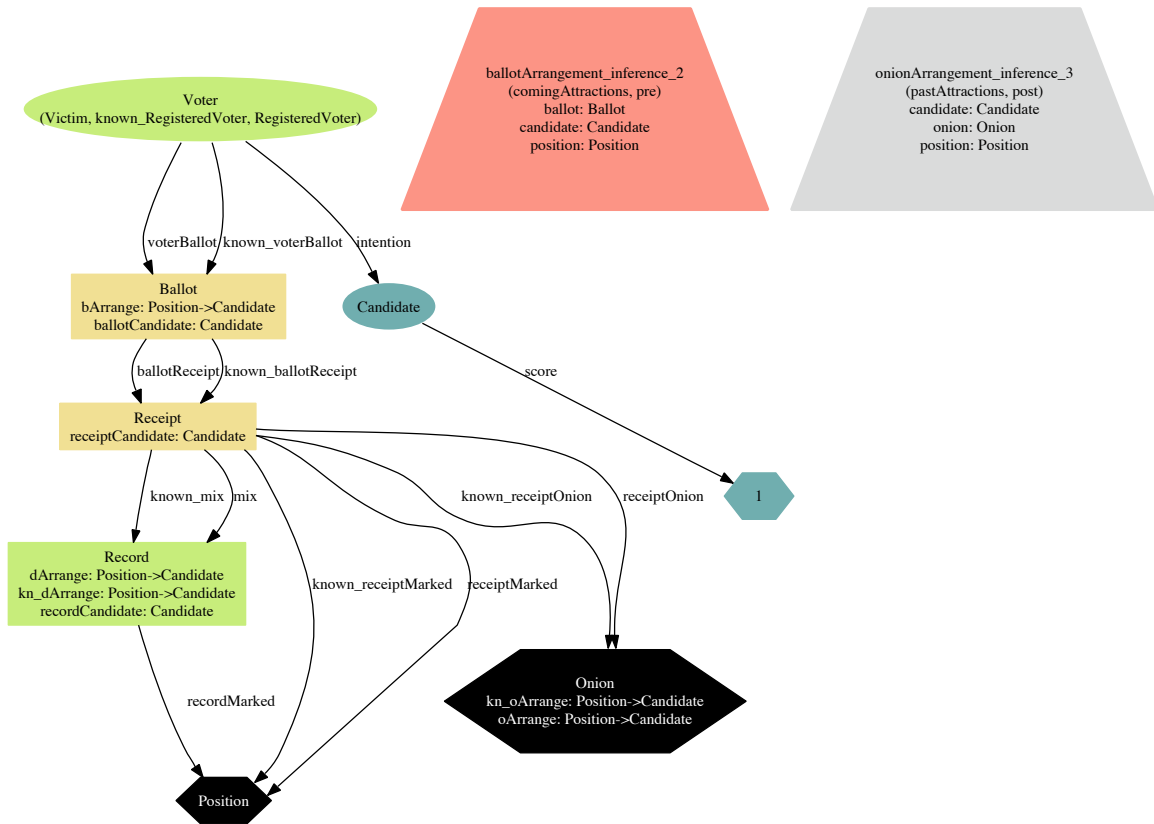 Voter
(Victim, known_RegisteredVoter, RegisteredVoter)
ballotArrangement_inference_2
(comingAttractions, pre)
ballot: Ballot
candidate: Candidate
position: Position
onionArrangement_inference_3
(pastAttractions, post)
candidate: Candidate
onion: Onion
position: Position
voterBallot
known_voterBallot
intention
Ballot
bArrange: Position->Candidate
ballotCandidate: Candidate
Candidate
ballotReceipt
known_ballotReceipt
score
Receipt
receiptCandidate: Candidate
known_mix
mix
known_receiptOnion
receiptOnion
1
Record
dArrange: Position->Candidate
kn_dArrange: Position->Candidate
recordCandidate: Candidate
known_receiptMarked
receiptMarked
recordMarked
Onion
kn_oArrange: Position->Candidate
oArrange: Position->Candidate
Position